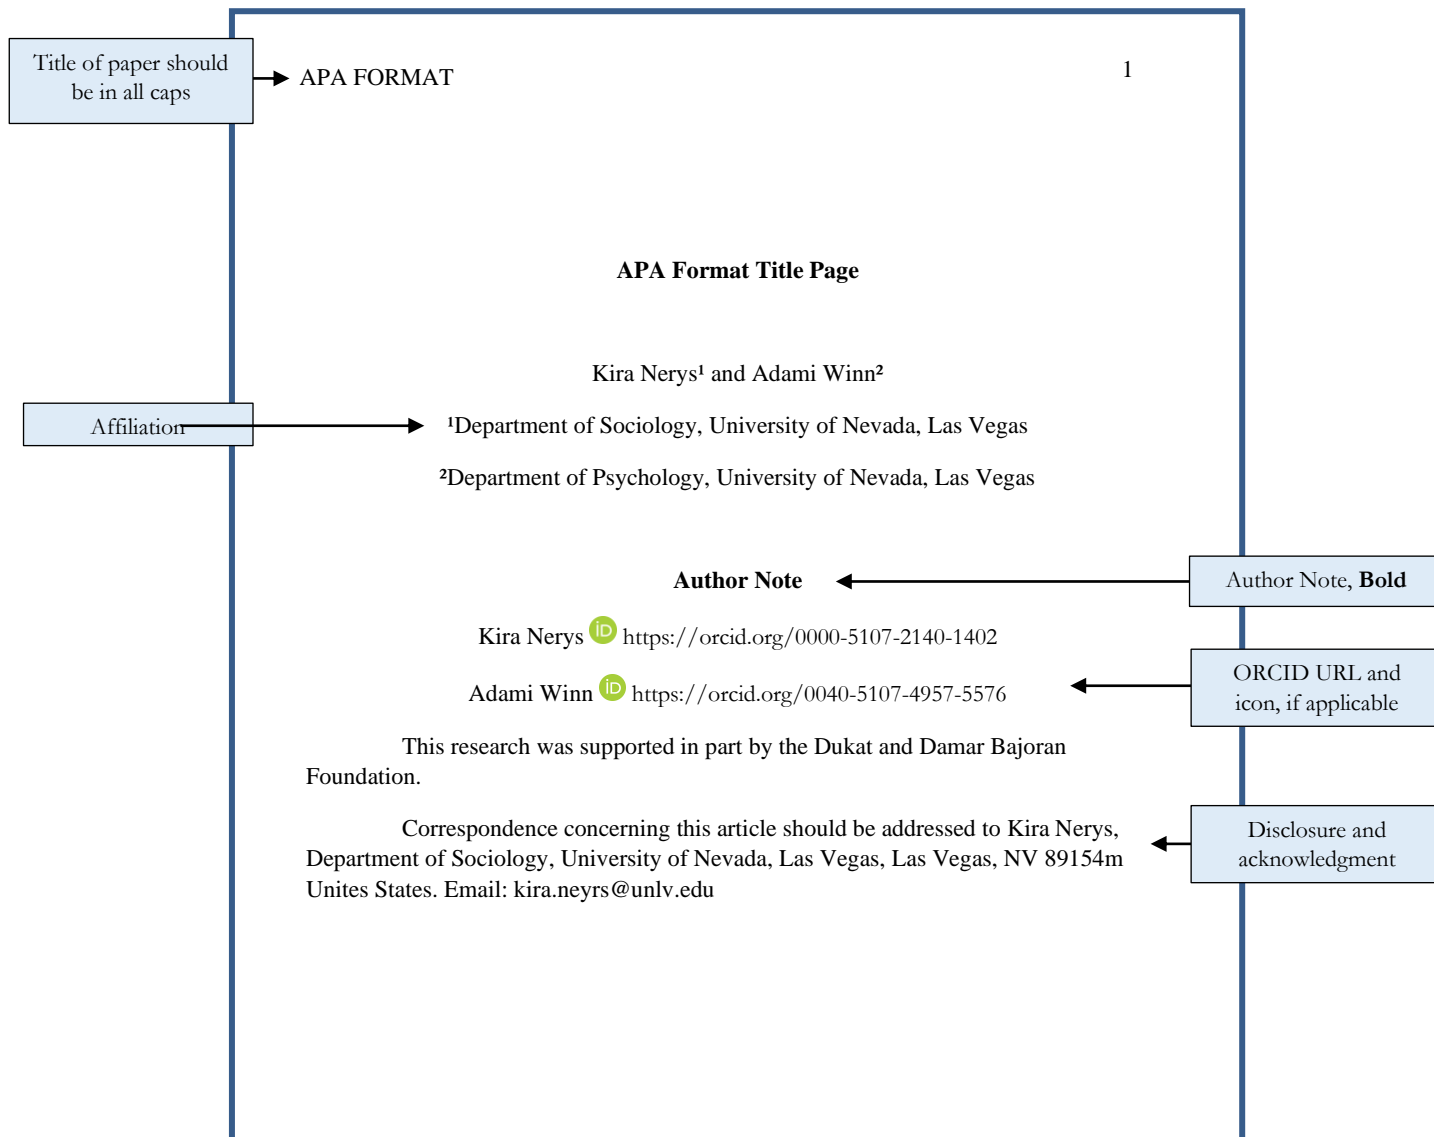 Title of paper should
be in all caps
APA FORMAT
1
APA Format Title Page
Kira Nerys¹ and Adami Winn²
Affiliation
¹Department of Sociology, University of Nevada, Las Vegas
²Department of Psychology, University of Nevada, Las Vegas
Author Note
Author Note, Bold
Kira Nerys iD https://orcid.org/0000-5107-2140-1402
Adami Winn iD https://orcid.org/0040-5107-4957-5576
ORCID URL and
icon, if applicable
This research was supported in part by the Dukat and Damar Bajoran
Foundation.
Correspondence concerning this article should be addressed to Kira Nerys,
Department of Sociology, University of Nevada, Las Vegas, Las Vegas, NV 89154m
Unites States. Email: kira.neyrs@unlv.edu
Disclosure and
acknowledgment